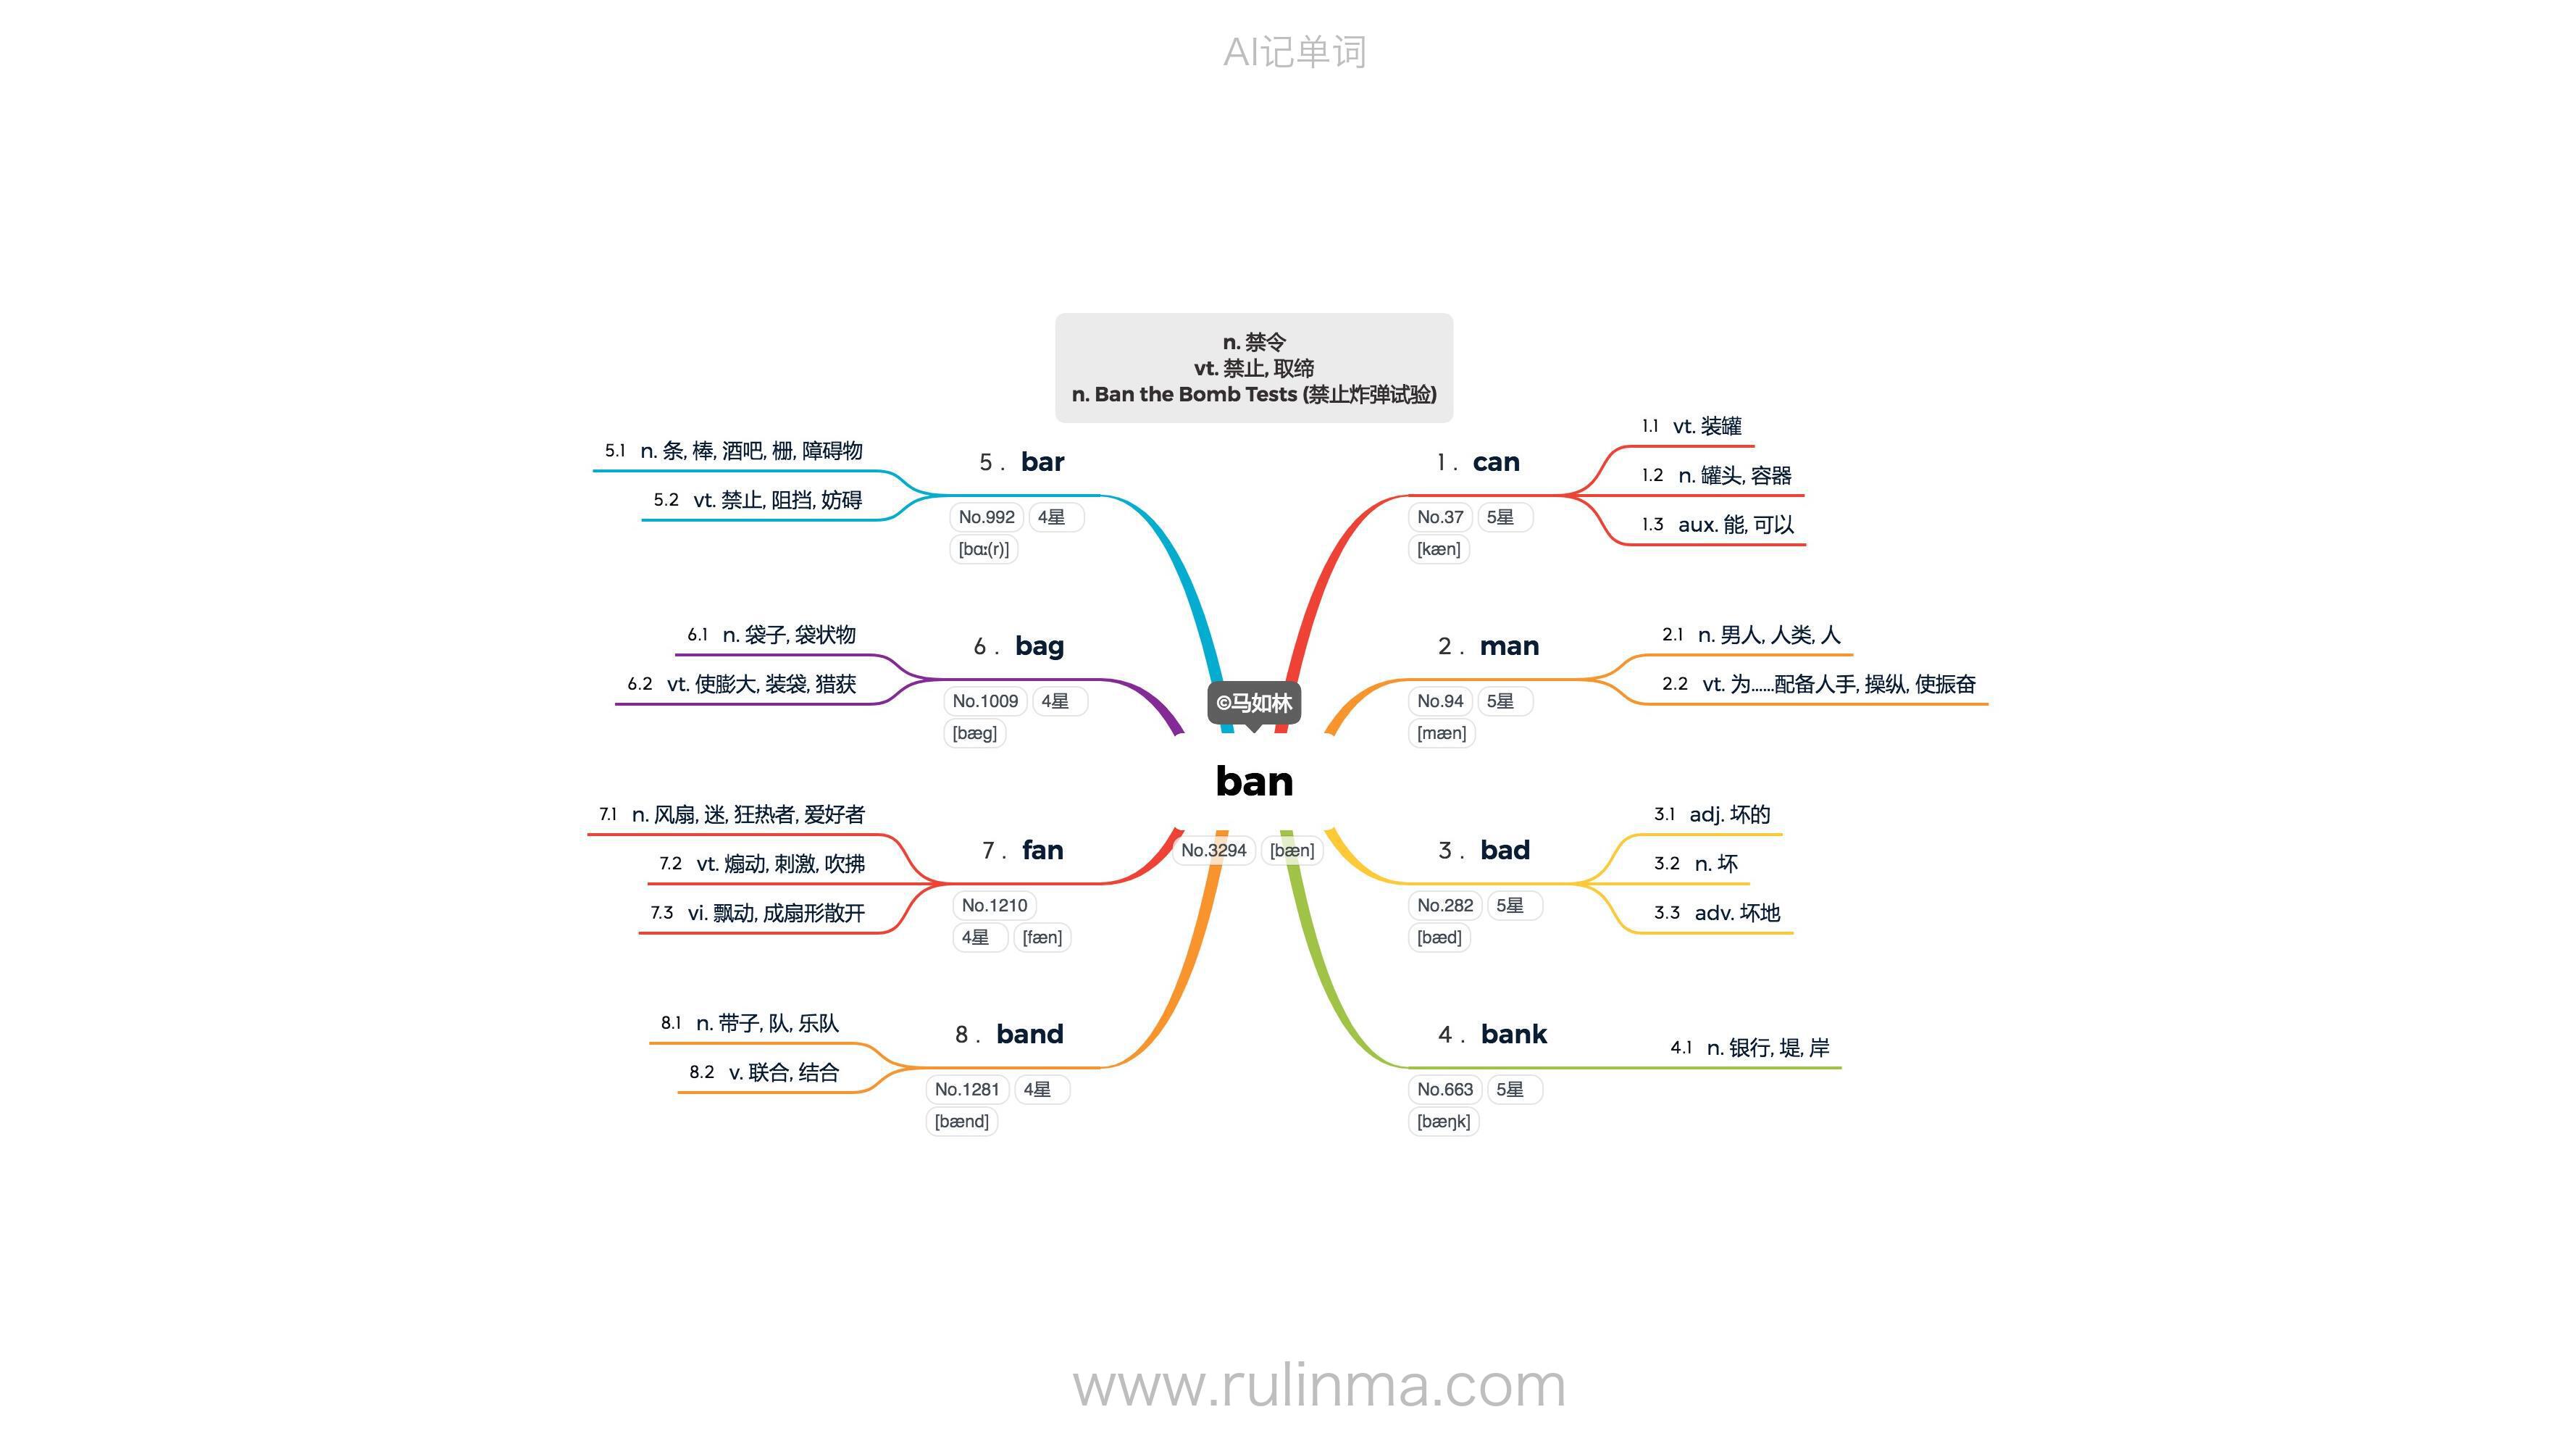 AI记单词
n. 禁令
vt. 禁止, 取缔
n. Ban the Bomb Tests (禁止炸弹试验)
©马如林
ban
No.3294 [bæn]
1 . can
No.37 5星
[kæn]
1.1 vt. 装罐
1.2 n. 罐头, 容器
1.3 aux. 能, 可以
2 . man
No.94 5星
[mæn]
2.1 n. 男人, 人类, 人
2.2 vt. 为......配备人手, 操纵, 使振奋
3 . bad
No.282 5星
[bæd]
3.1 adj. 坏的
3.2 n. 坏
3.3 adv. 坏地
4 . bank
No.663 5星
[bæŋk]
4.1 n. 银行, 堤, 岸
5 . bar
No.992 4星
[bɑː(r)]
5.1 n. 条, 棒, 酒吧, 栅, 障碍物
5.2 vt. 禁止, 阻挡, 妨碍
6 . bag
No.1009 4星
[bæg]
6.1 n. 袋子, 袋状物
6.2 vt. 使膨大, 装袋, 猎获
7 . fan
No.1210
4星 [fæn]
7.1 n. 风扇, 迷, 狂热者, 爱好者
7.2 vt. 煽动, 刺激, 吹拂
7.3 vi. 飘动, 成扇形散开
8 . band
No.1281 4星
[bænd]
8.1 n. 带子, 队, 乐队
8.2 v. 联合, 结合
www.rulinma.com